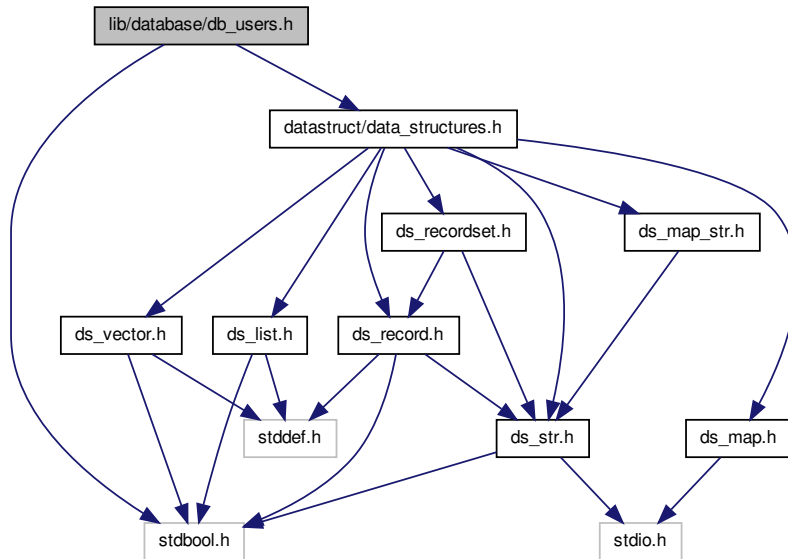 lib/database/db_users.h
datastruct/data_structures.h
ds_recordset.h
ds_map_str.h
ds_vector.h
ds_list.h
ds_record.h
stddef.h
ds_str.h
ds_map.h
stdbool.h
stdio.h